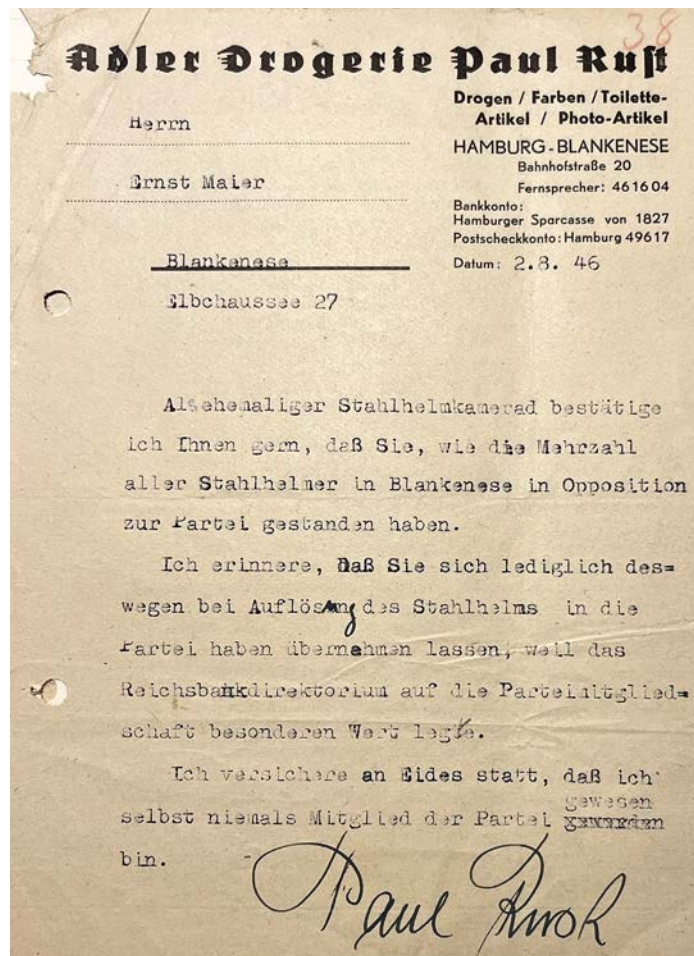 38
Adler Drogerie Paul Rust
Drogen / Farben / Toilette-
Artikel / Photo-Artikel
HAMBURG-BLANKENESE
Bahnhofstraße 20
Fernsprecher: 461604
Bankkonto:
Hamburger Sparcasse von 1827
Postscheckkonto: Hamburg 49617
Datum: 2.8. 46
Herrn
Ernst Maier
Blankenese
Elbchaussee 27
Alsehemaliger Stahlhelmkamerad bestätige
ich Ihnen gern, daß Sie, wie die Mehrzahl
aller Stahlhelmer in Blankenese in Opposition
zur Partei gestanden haben.
Ich erinnere, daß Sie sich lediglich des=
wegen bei Auflösung des Stahlhelms in die
Partei haben übernehmen lassen, weil das
Reichsbankdirektorium auf die Parteimitglied=
schaft besonderen Wert legte.
Ich versichere an Eides statt, daß ich
selbst niemals Mitglied der Partei gewesen
bin.
Paul Rust